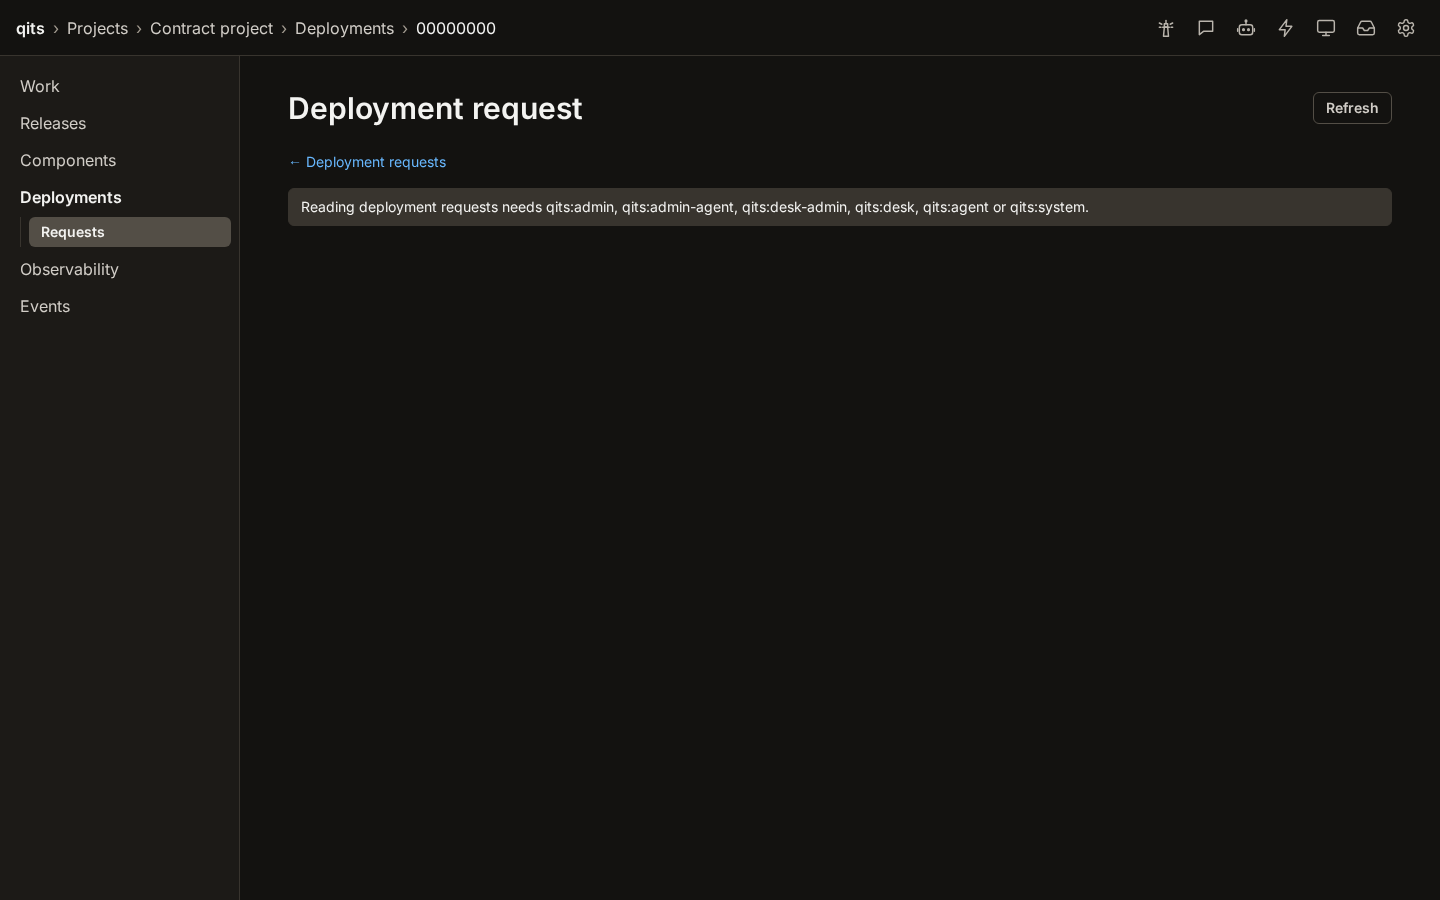 qits › Projects › Contract project › Deployments › 00000000
Work
Releases
Components
Deployments
Requests
Observability
Events
Deployment request
Refresh
← Deployment requests
Reading deployment requests needs qits:admin, qits:admin-agent, qits:desk-admin, qits:desk, qits:agent or qits:system.